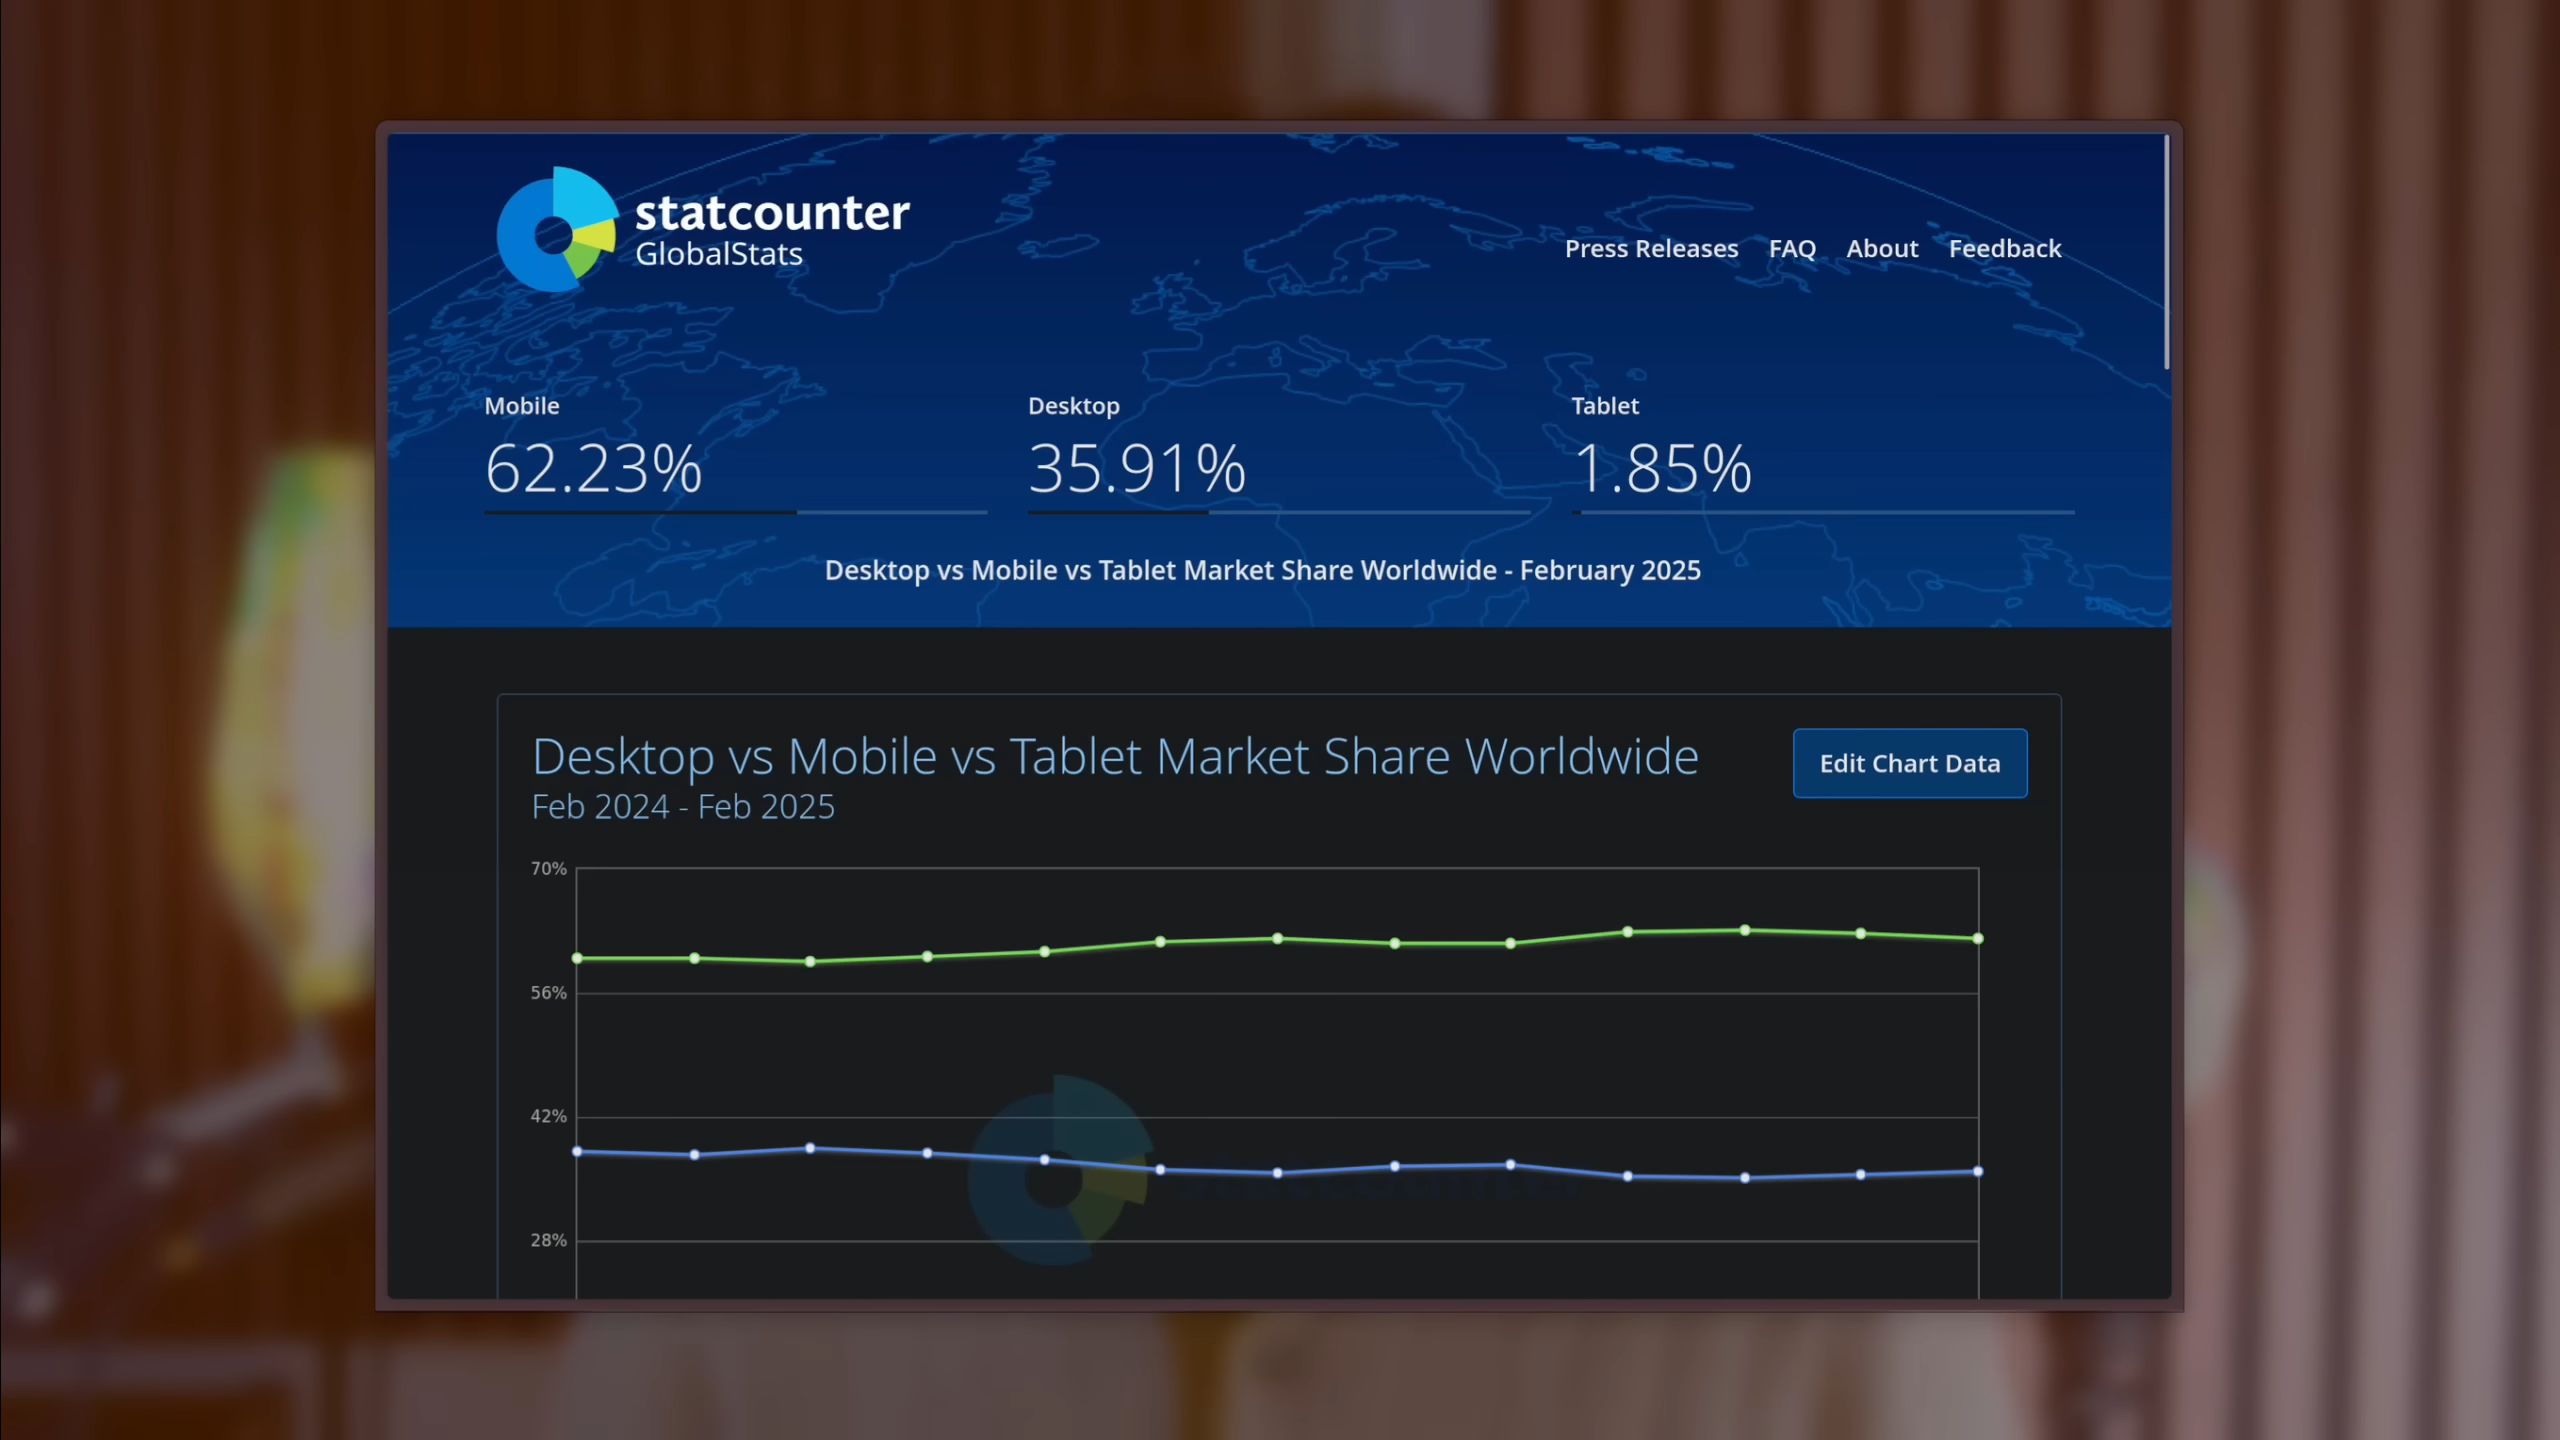 statcounter
GlobalStats
Press Releases FAQ About Feedback
Mobile
62.23%
Desktop
35.91%
Tablet
1.85%
Desktop vs Mobile vs Tablet Market Share Worldwide - February 2025
Desktop vs Mobile vs Tablet Market Share Worldwide
Feb 2024 - Feb 2025
Edit Chart Data
70%
56%
42%
28%